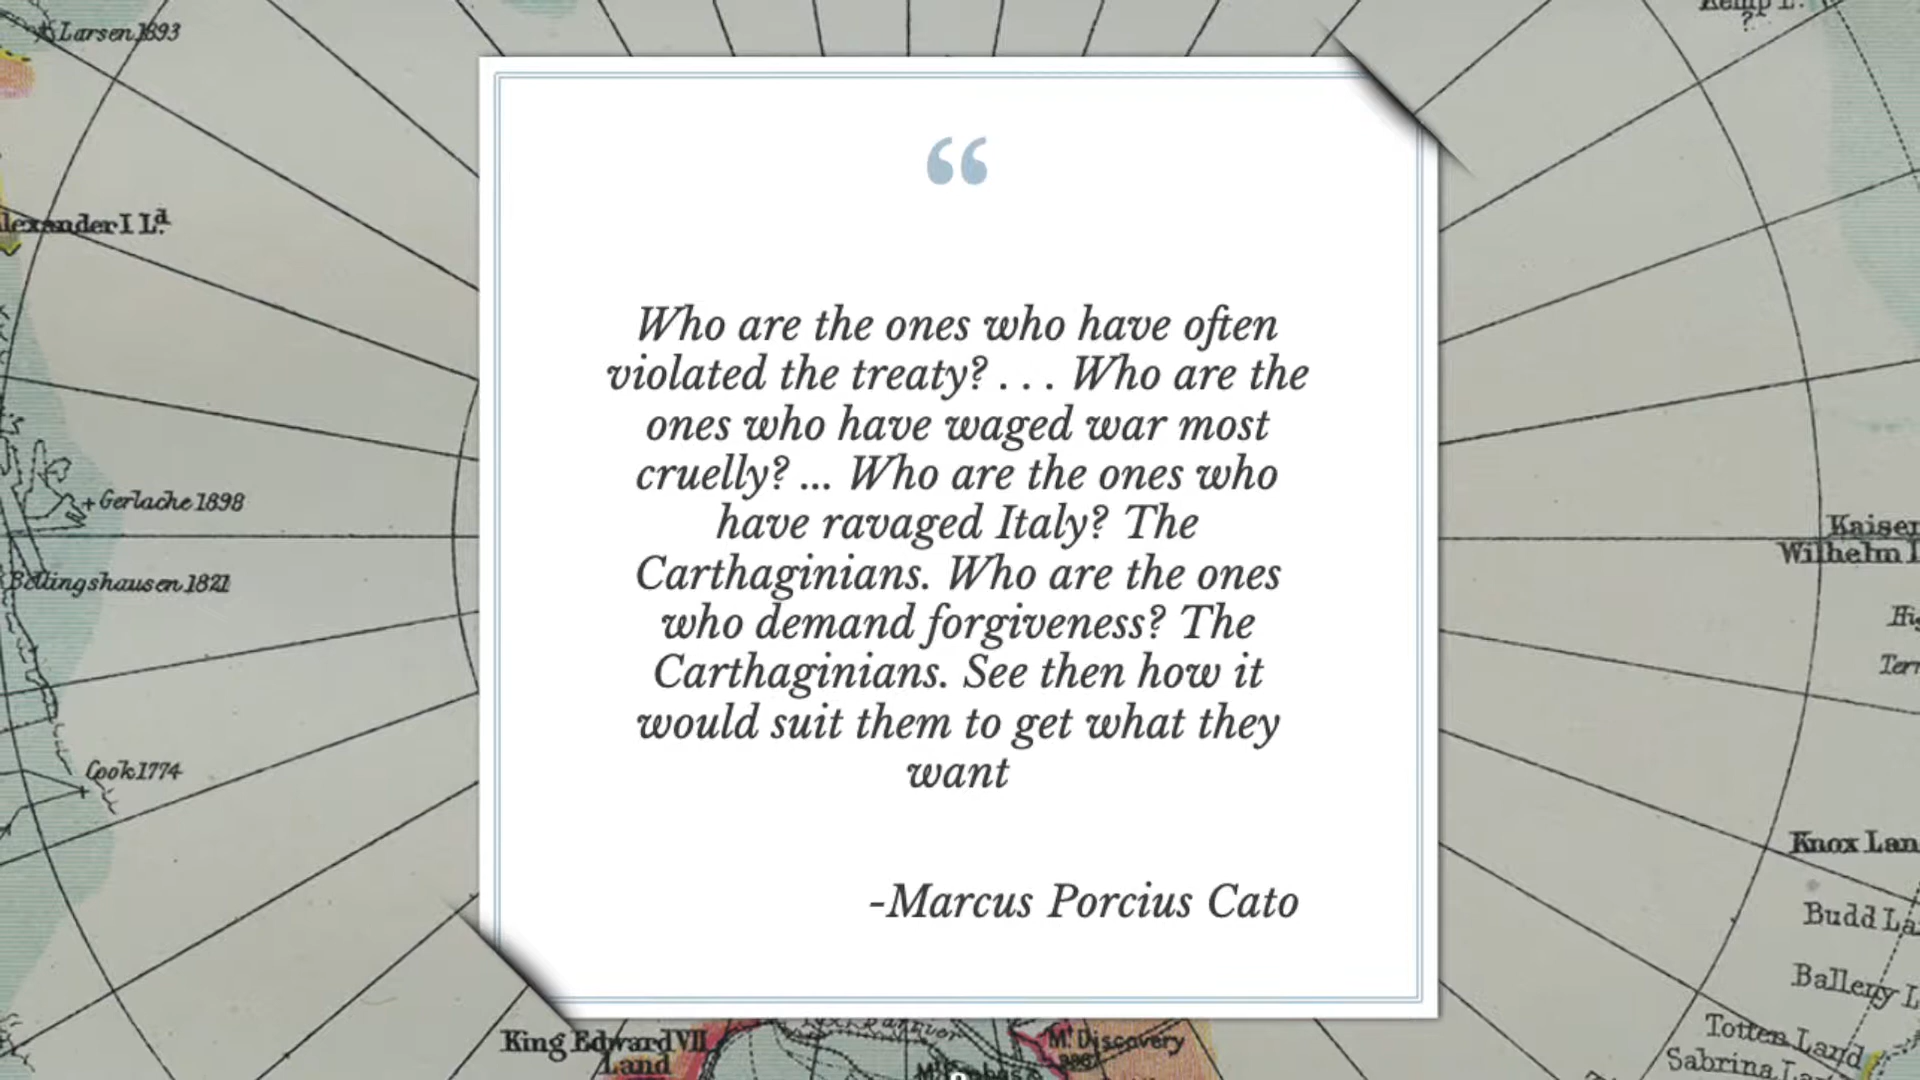 Larsen 1893
Kemp L.
?
“
Who are the ones who have often
violated the treaty? . . . Who are the
ones who have waged war most
cruelly? ... Who are the ones who
have ravaged Italy? The
Carthaginians. Who are the ones
who demand forgiveness? The
Carthaginians. See then how it
would suit them to get what they
want
-Marcus Porcius Cato
lexander I Lᵈ.
Gerlache 1898
Bellingshausen 1821
Cook 1774
Kaiser
Wilhelm I
Knox Lan
Budd La
Balleny
Totten Land
Sabrina
King Edward VII
Land
Mᵗ Discovery